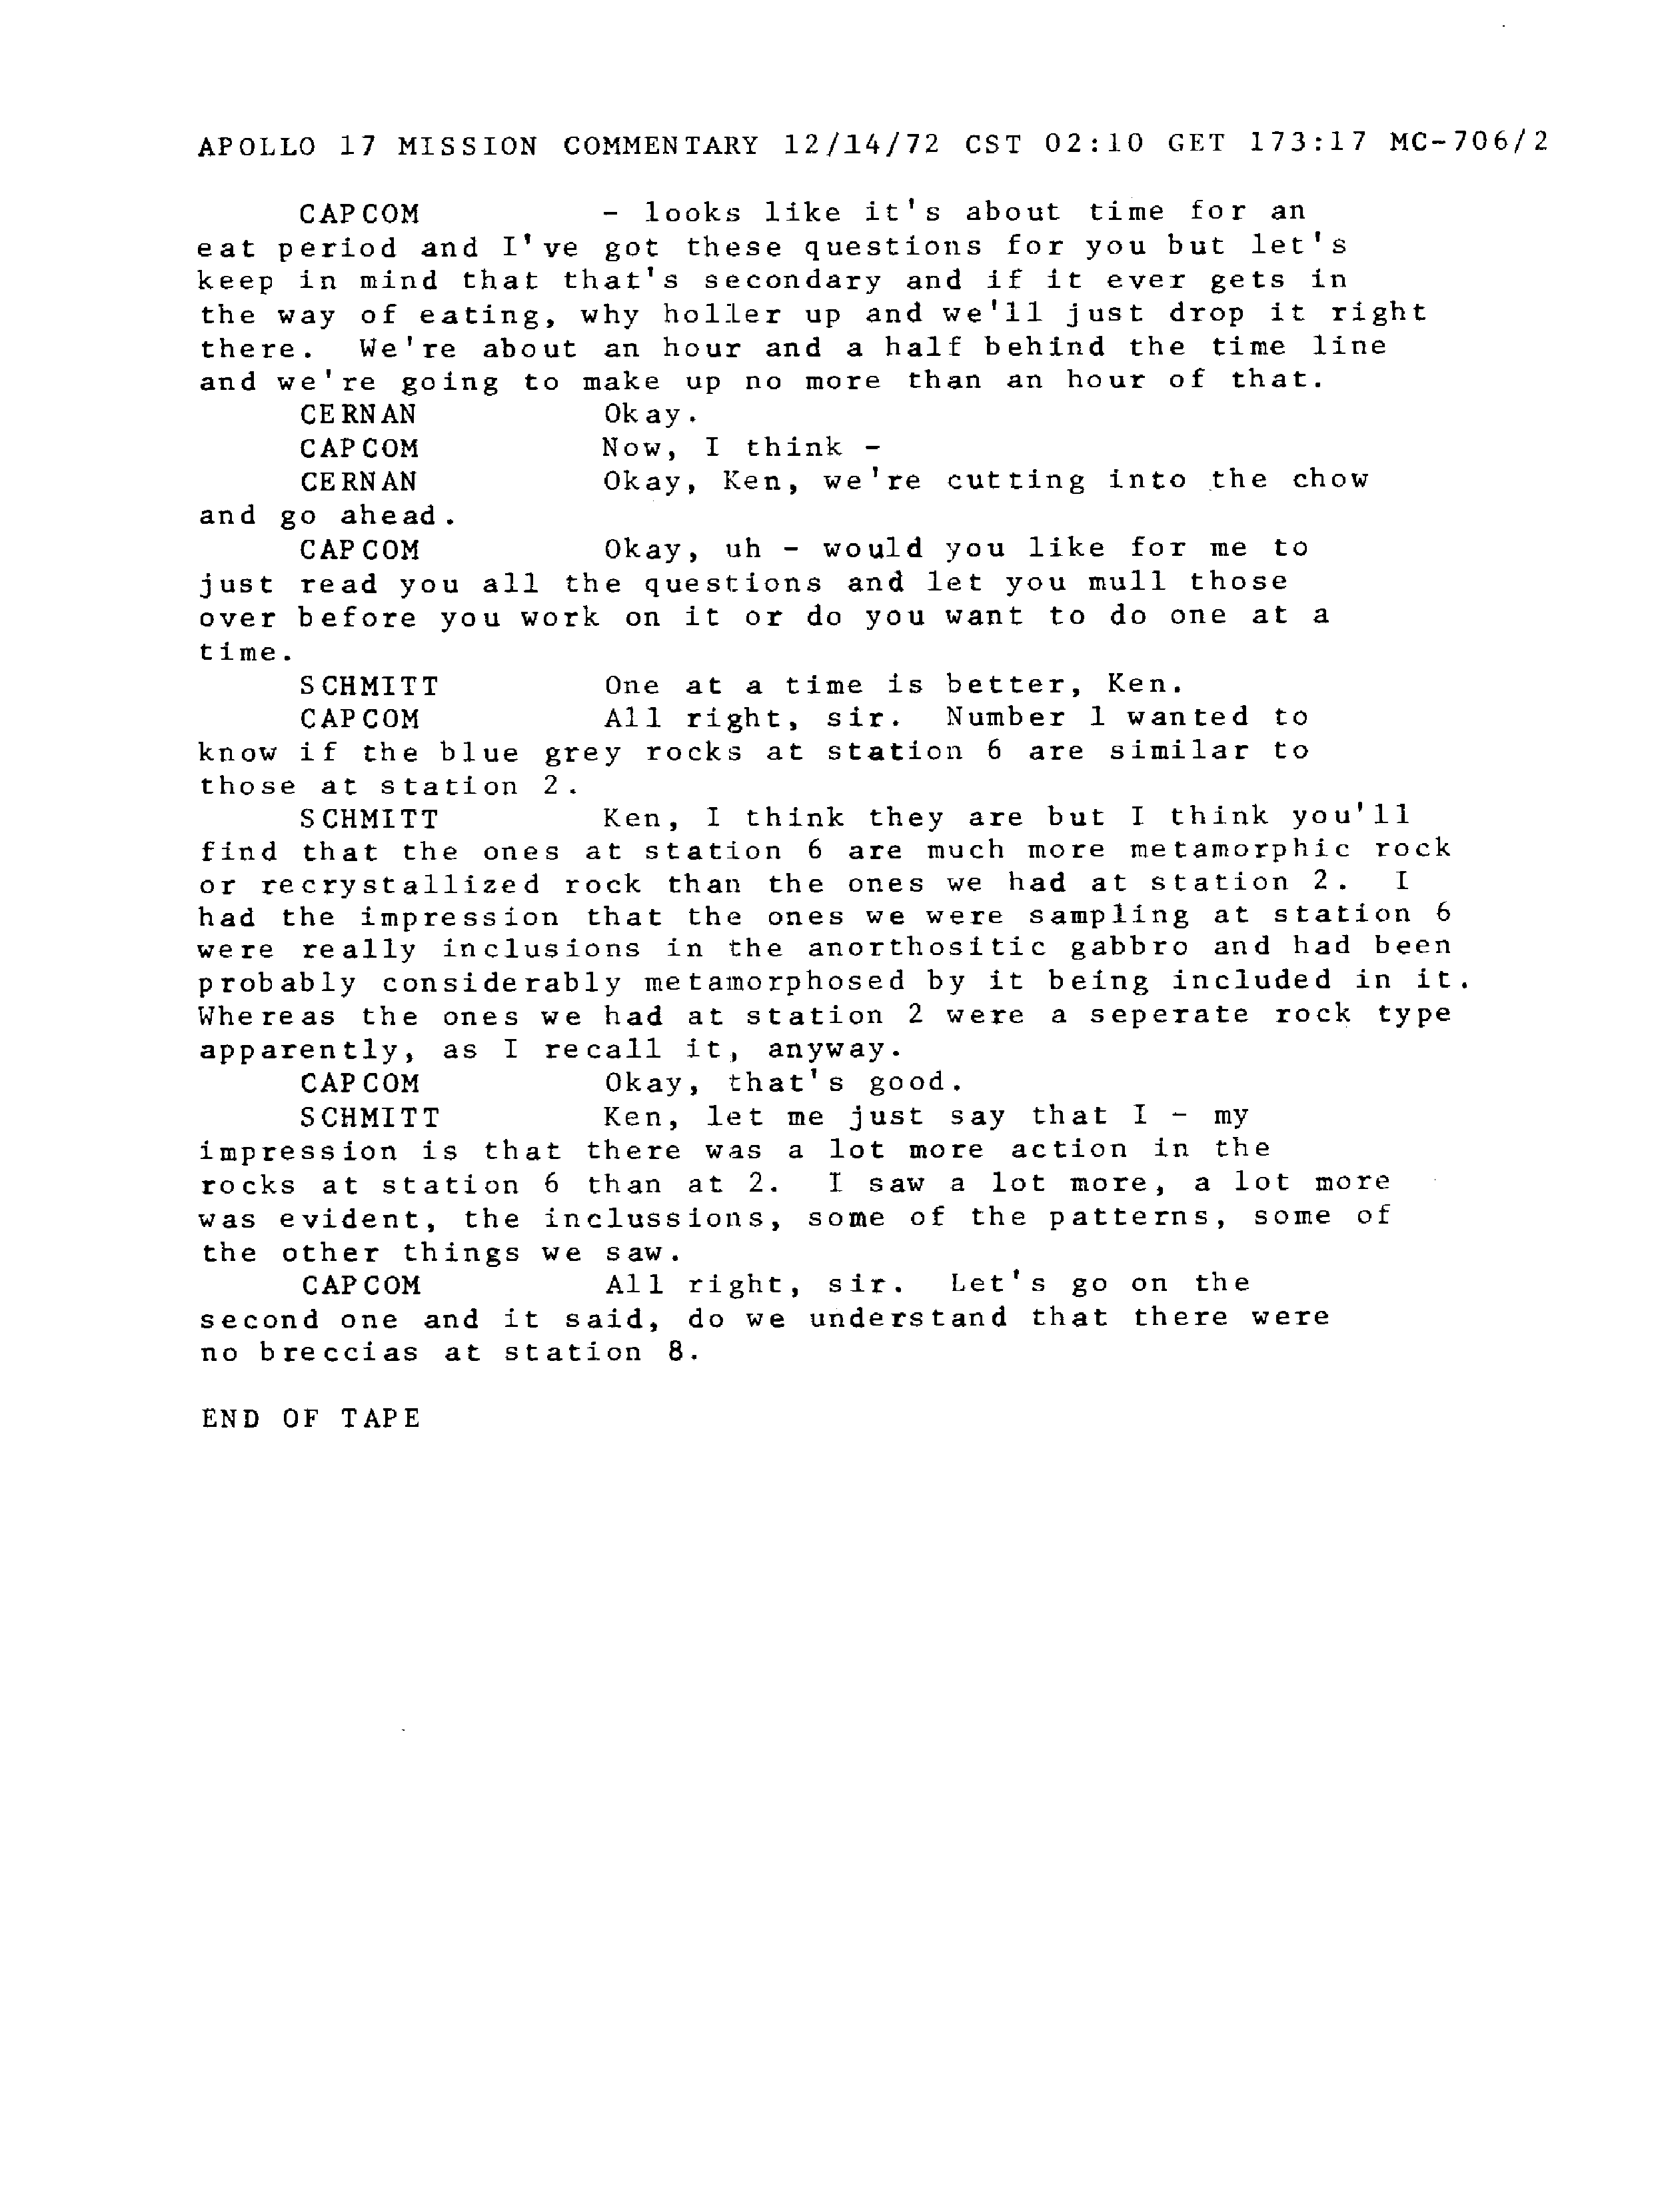 APOLLO 17 MISSION COMMENTARY 12/14/72 CST 02:10 GET 173:17 MC-706/2
CAPCOM - looks like it's about time for an
eat period and I've got these questions for you but let's
keep in mind that that's secondary and if it ever gets in
the way of eating, why holler up and we'll just drop it right
there. We're about an hour and a half behind the time line
and we're going to make up no more than an hour of that.
CERNAN Okay.
CAPCOM Now, I think -
CERNAN Okay, Ken, we're cutting into the chow
and go ahead.
CAPCOM Okay, uh - would you like for me to
just read you all the questions and let you mull those
over before you work on it or do you want to do one at a
time.
SCHMITT One at a time is better, Ken.
CAPCOM All right, sir. Number 1 wanted to
know if the blue grey rocks at station 6 are similar to
those at station 2.
SCHMITT Ken, I think they are but I think you'll
find that the ones at station 6 are much more metamorphic rock
or recrystallized rock than the ones we had at station 2. I
had the impression that the ones we were sampling at station 6
were really inclusions in the anorthositic gabbro and had been
probably considerably metamorphosed by it being included in it.
Whereas the ones we had at station 2 were a seperate rock type
apparently, as I recall it, anyway.
CAPCOM Okay, that's good.
SCHMITT Ken, let me just say that I - my
impression is that there was a lot more action in the
rocks at station 6 than at 2. I saw a lot more, a lot more
was evident, the inclussions, some of the patterns, some of
the other things we saw.
CAPCOM All right, sir. Let's go on the
second one and it said, do we understand that there were
no breccias at station 8.
END OF TAPE